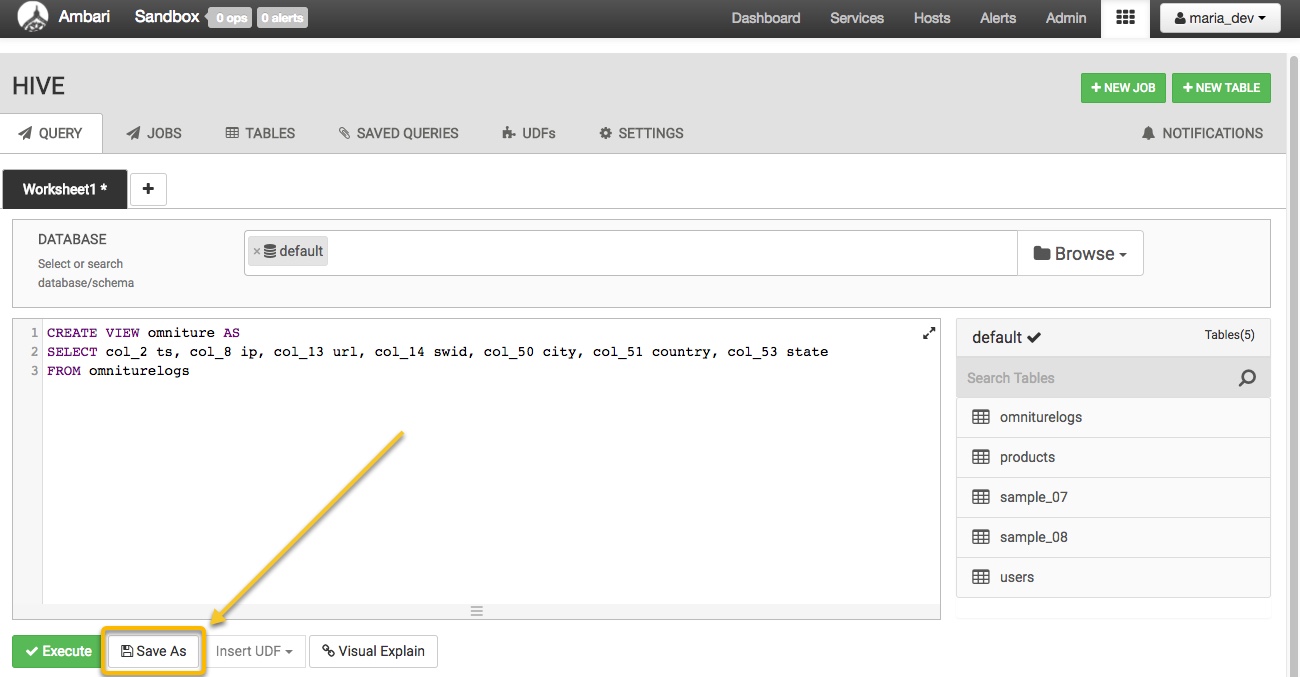 Ambari Sandbox 0 ops 0 alerts Dashboard Services Hosts Alerts Admin maria_dev
HIVE
NEW JOB NEW TABLE
QUERY JOBS TABLES SAVED QUERIES UDFs SETTINGS NOTIFICATIONS
Worksheet1 * +
DATABASE
Select or search
database/schema
× default
Browse
1 CREATE VIEW omniture AS
2 SELECT col_2 ts, col_8 ip, col_13 url, col_14 swid, col_50 city, col_51 country, col_53 state
3 FROM omniturelogs
default Tables(5)
Search Tables
omniturelogs
products
sample_07
sample_08
users
Execute Save As Insert UDF Visual Explain